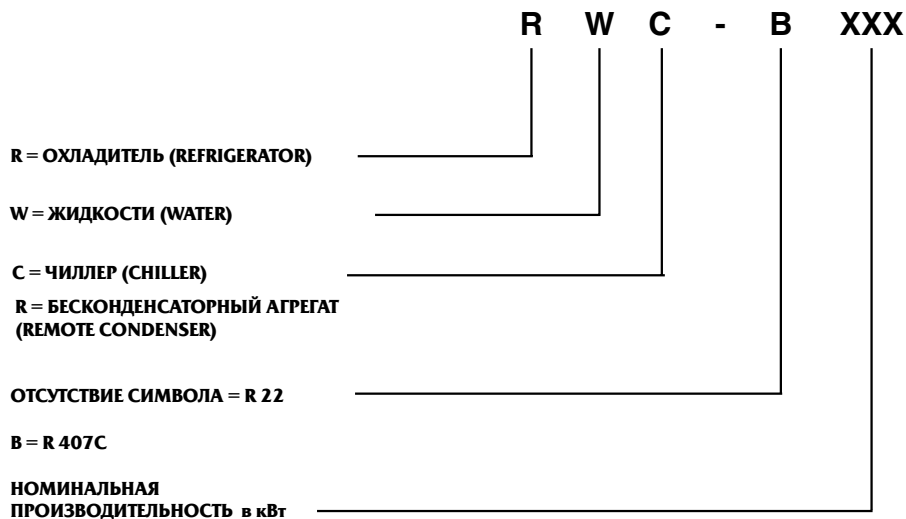 R W C - B XXX
R = ОХЛАДИТЕЛЬ (REFRIGERATOR)
W = ЖИДКОСТИ (WATER)
C = ЧИЛЛЕР (CHILLER)
R = БЕСКОНДЕНСАТОРНЫЙ АГРЕГАТ
(REMOTE CONDENSER)
ОТСУТСТВИЕ СИМВОЛА = R 22
B = R 407C
НОМИНАЛЬНАЯ
ПРОИЗВОДИТЕЛЬНОСТЬ в кВт